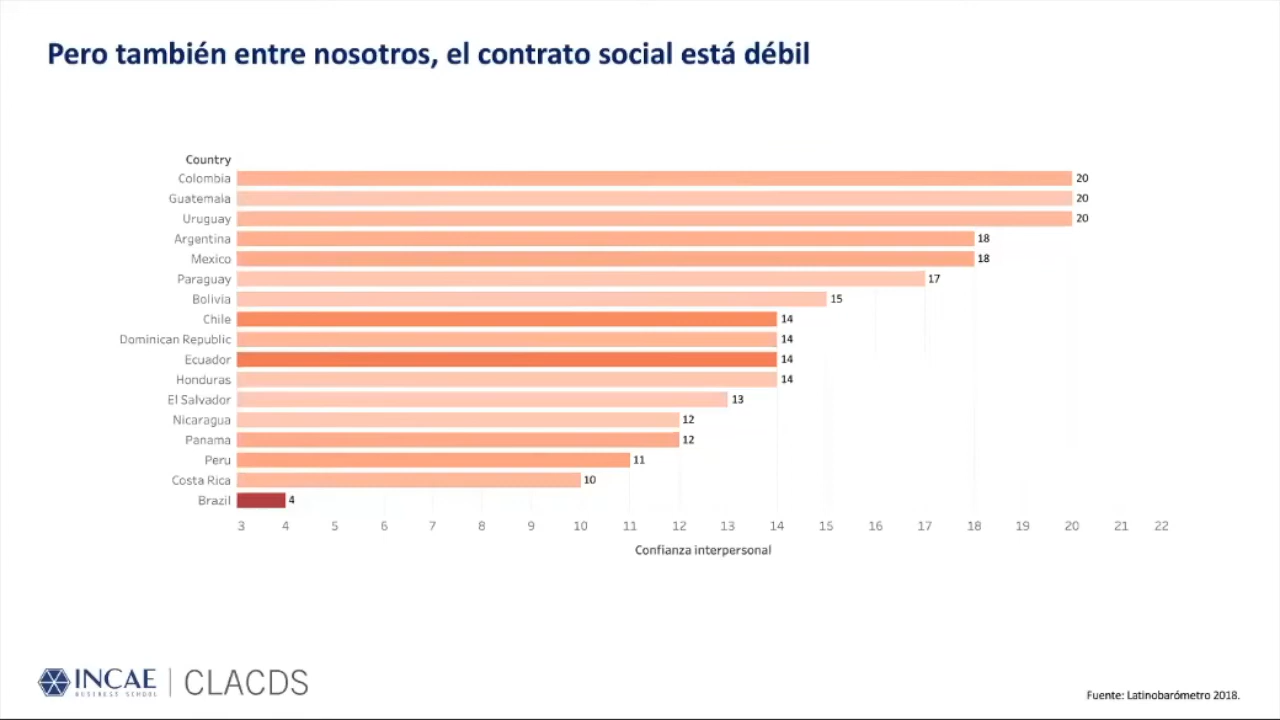 Pero también entre nosotros, el contrato social está débil
Country
Colombia 20
Guatemala 20
Uruguay 20
Argentina 18
Mexico 18
Paraguay 17
Bolivia 15
Chile 14
Dominican Republic 14
Ecuador 14
Honduras 14
El Salvador 13
Nicaragua 12
Panama 12
Peru 11
Costa Rica 10
Brazil 4
3 4 5 6 7 8 9 10 11 12 13 14 15 16 17 18 19 20 21 22
Confianza interpersonal
INCAE
BUSINESS SCHOOL
CLACDS
Fuente: Latinobarómetro 2018.